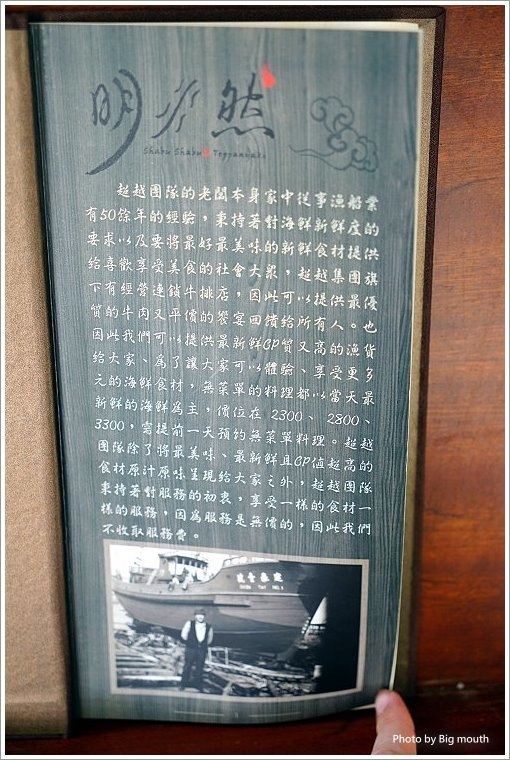 明水然
Shabu Shabu Teppanyaki
超越團隊的老闆本身家中從事漁船業
有50餘年的經驗，秉持著對海鮮新鮮度的
要求以及要將最好最美味的新鮮食材提供
給喜歡享受美食的社會大眾，超越集團旗
下有經營連鎖平價牛排店，因可以提供優
質的牛肉又可以平價的饗宴回饋給所有人。也
因此我們為了提供最新鮮CP質又高的漁貨
給大家、為了讓大家可以體驗、享受更多
元的海鮮食材，無菜單料理都以當天最
新鮮的海鮮為主，價位在2300、2800、
3300，需提前一天預約無菜單料理。超越
團隊除了將最美味、最新鮮且CP值超高的
食材原汁原味呈現給大家之外，超越團隊
秉持著對服務的初衷，享受一樣的食材一
樣的服務，因為服務是無價的，因此我們
不收取服務費。
Photo by Big mouth